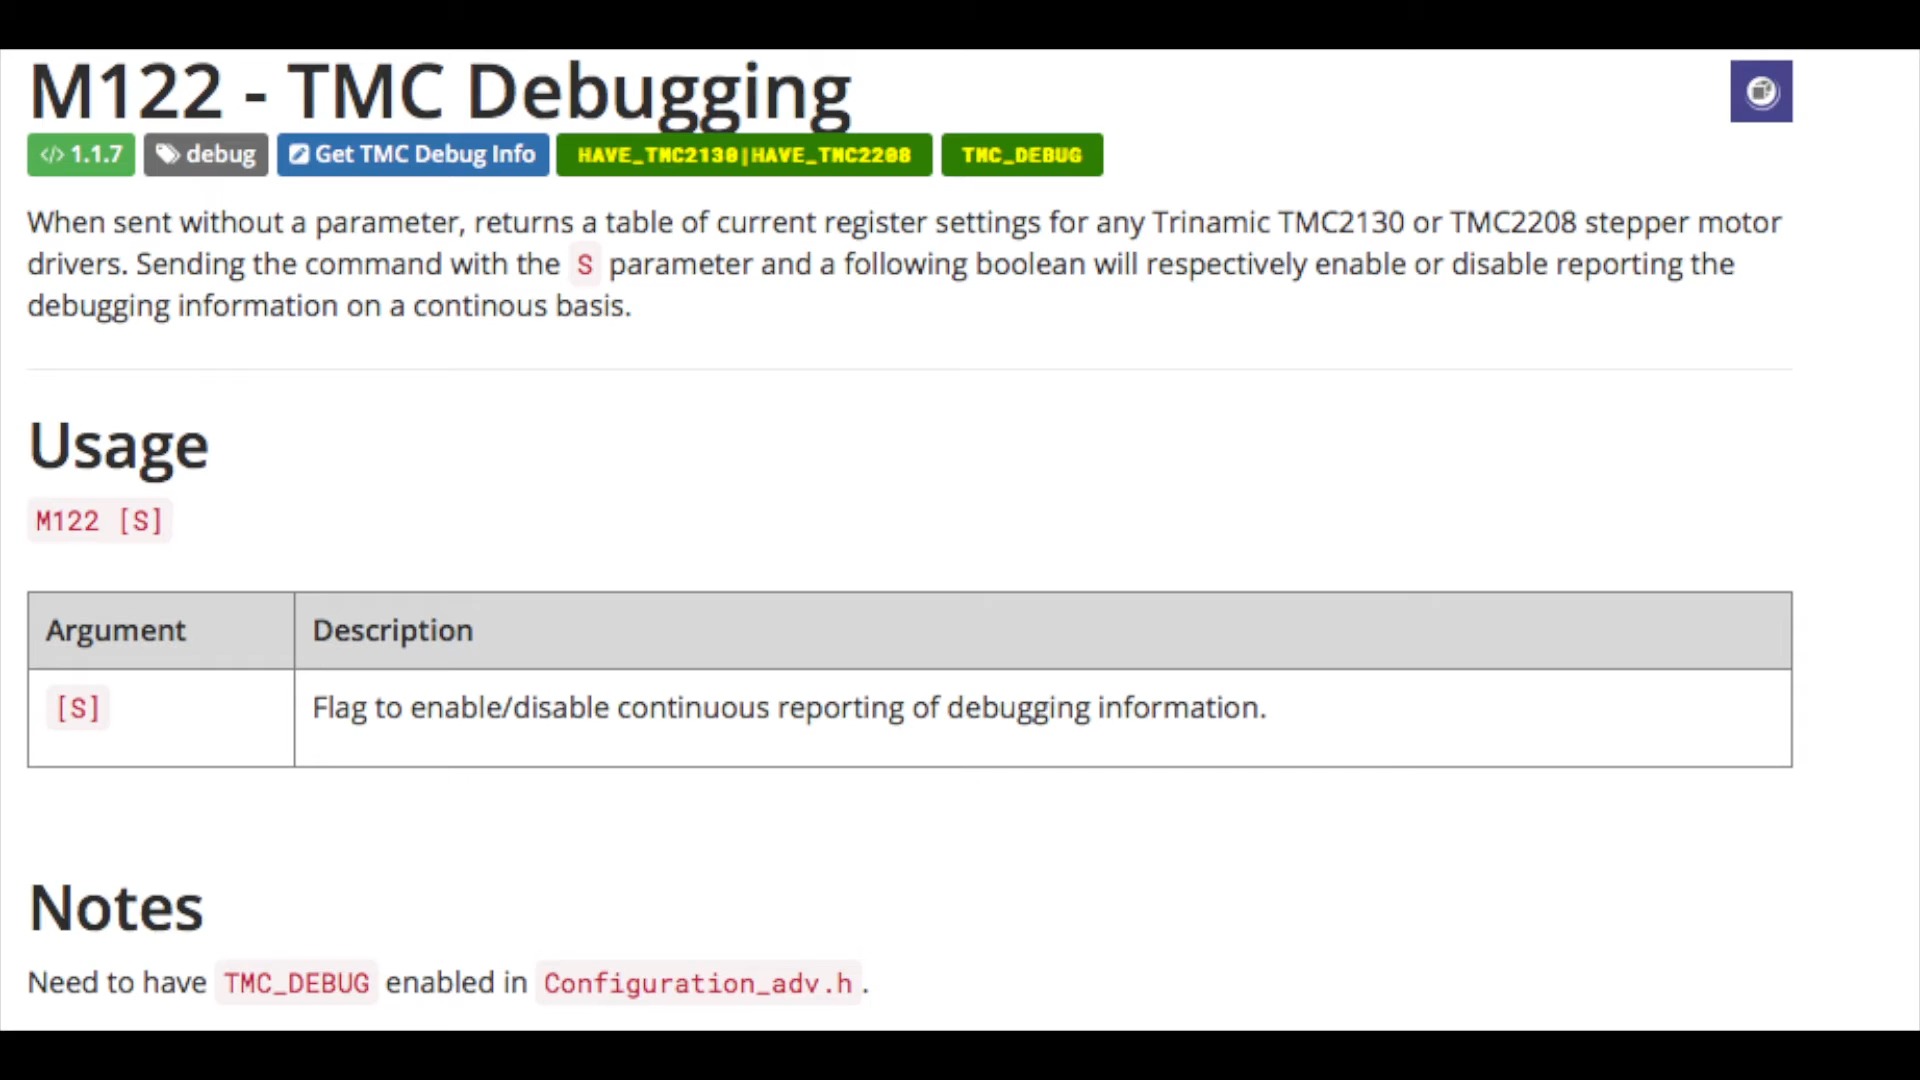 M122 - TMC Debugging
</> 1.1.7 debug Get TMC Debug Info HAVE_TMC2130|HAVE_TMC2208 TMC_DEBUG
When sent without a parameter, returns a table of current register settings for any Trinamic TMC2130 or TMC2208 stepper motor
drivers. Sending the command with the S parameter and a following boolean will respectively enable or disable reporting the
debugging information on a continous basis.
Usage
M122 [S]
Argument Description
[S] Flag to enable/disable continuous reporting of debugging information.
Notes
Need to have TMC_DEBUG enabled in Configuration_adv.h.